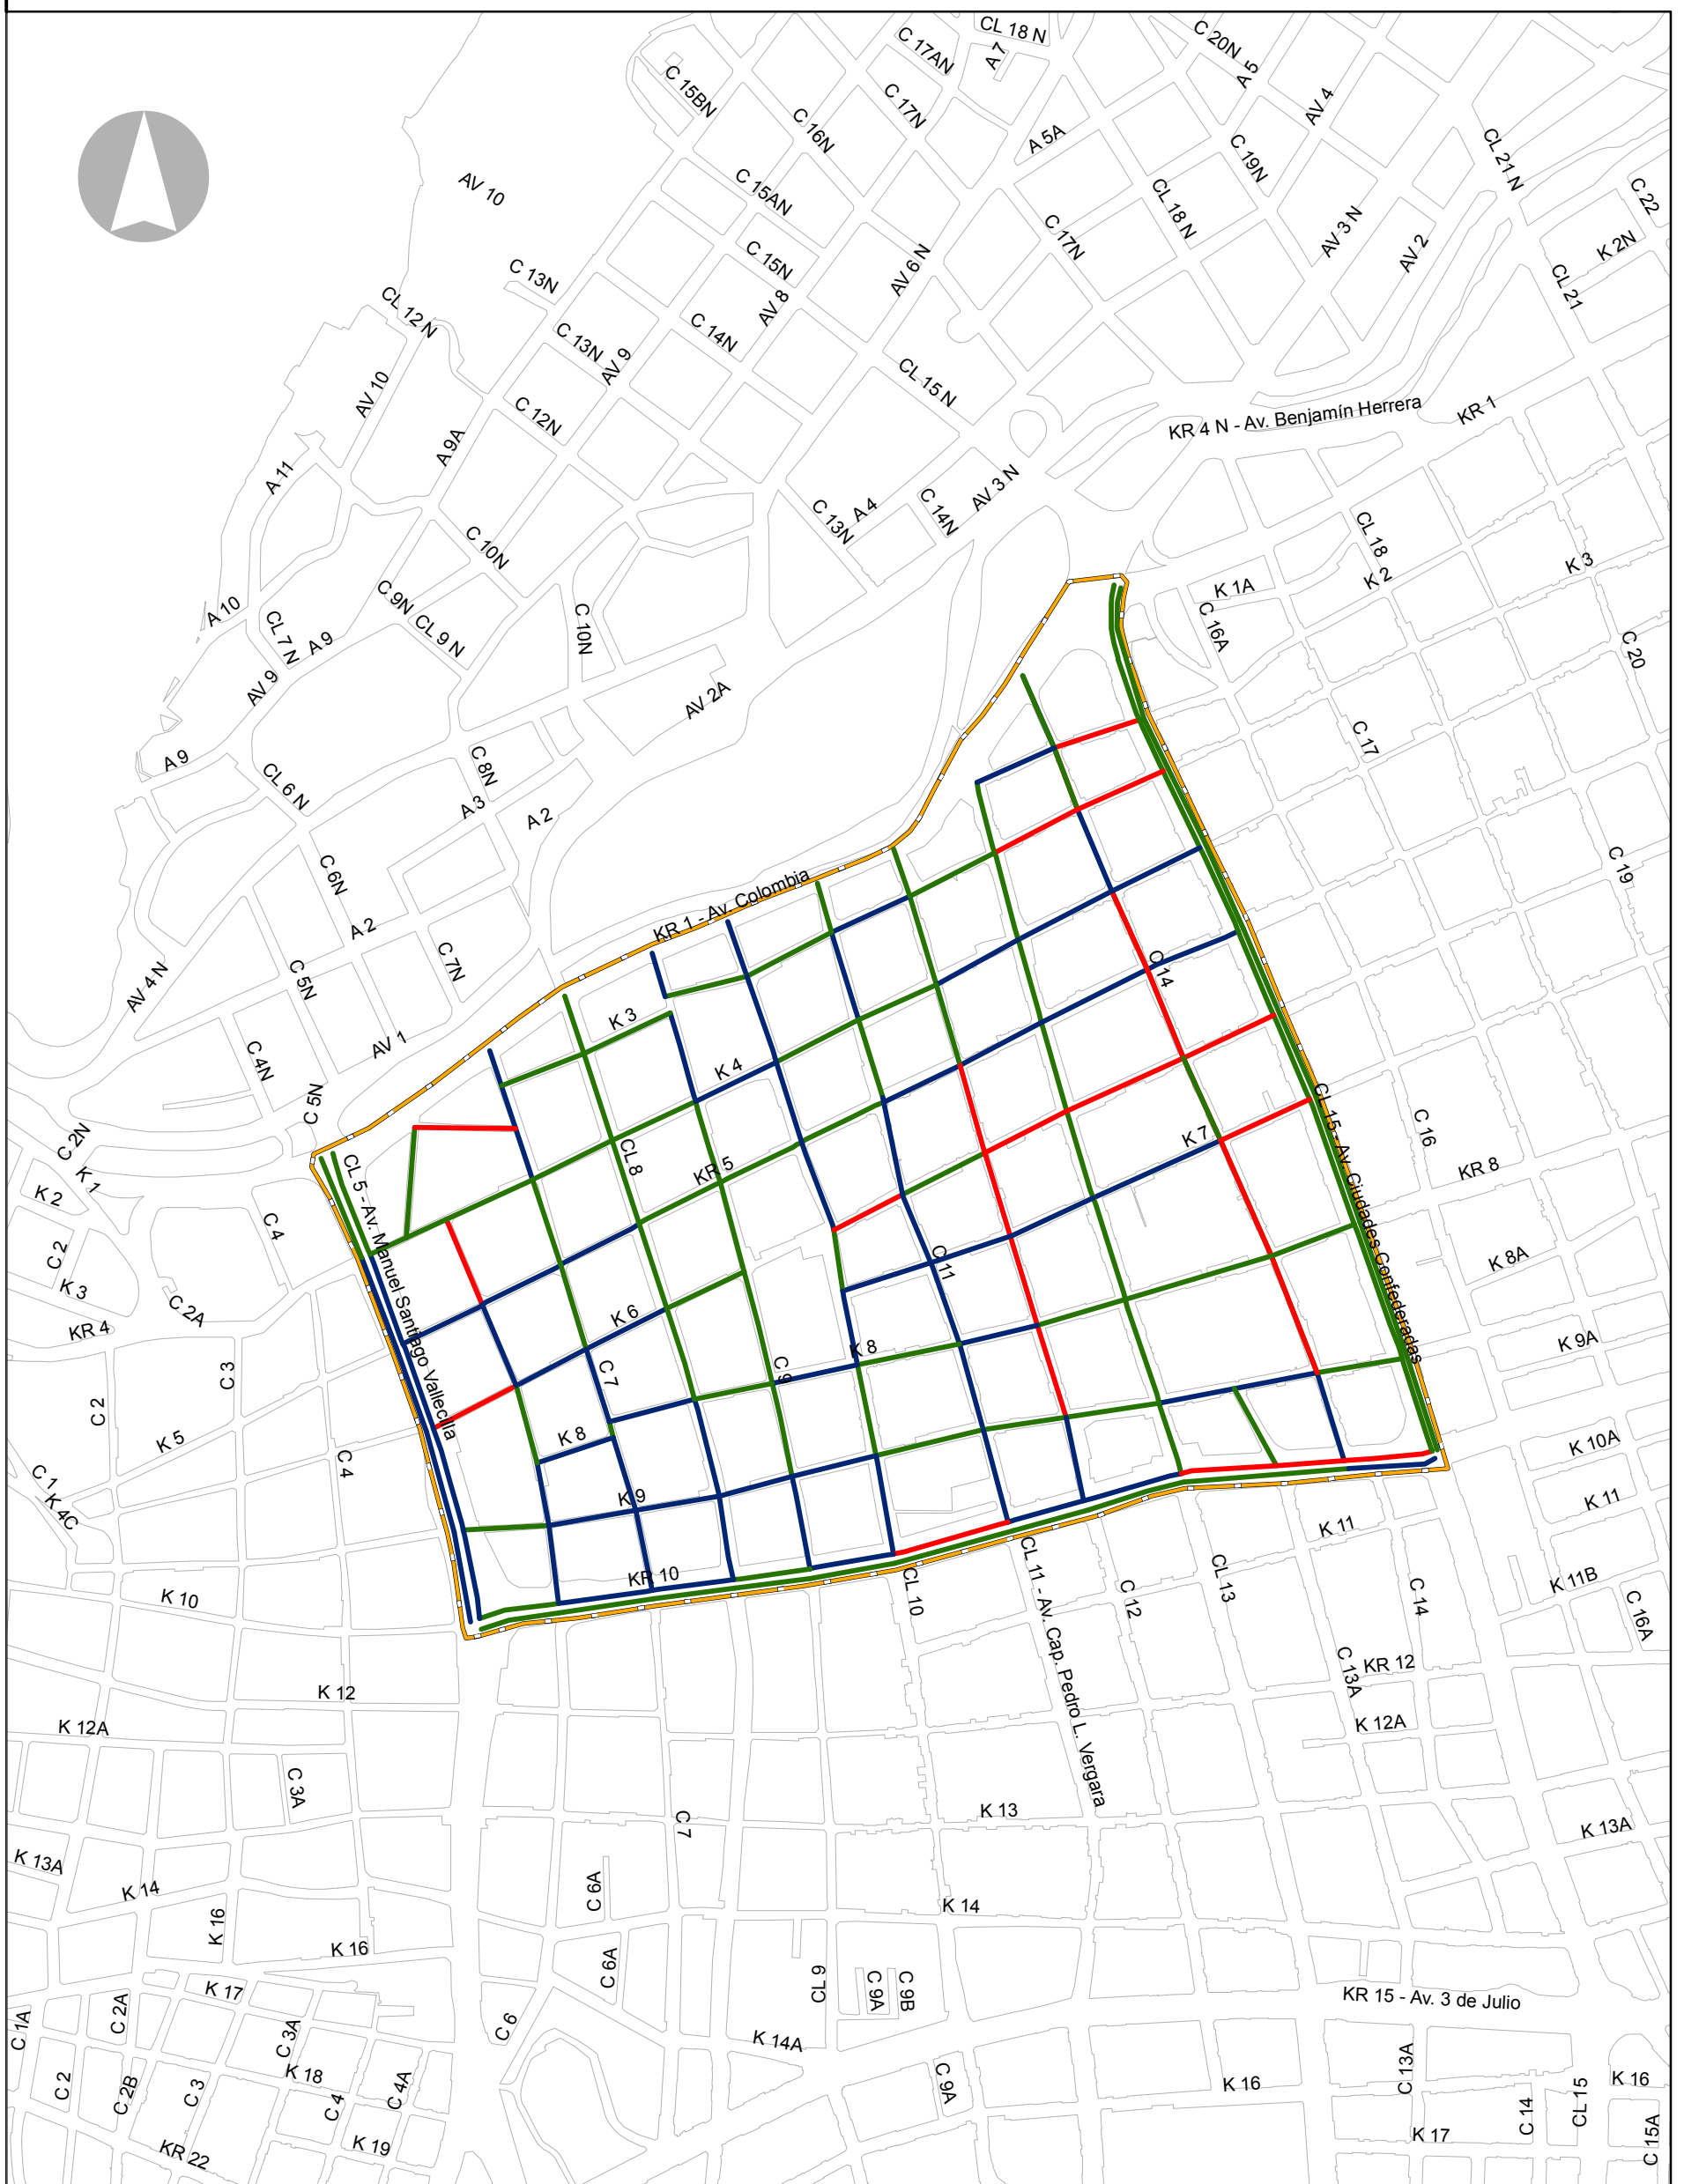 CL 18 N
C 20N
C 17AN
A 7
A 5
C 15BN
C 17N
AV 4
C 16N
A 5A
C 19N
CL 21 N
C 22
AV 10
C 15AN
CL 18 N
C 17N
AV 3 N
AV 2
K 2N
C 15N
AV 6 N
CL 21
C 13N
AV 8
CL 12 N
C 14N
C 13N
AV 9
CL 15 N
AV 10
C 12N
KR 4 N - Av. Benjamín Herrera
KR 1
A 9A
A 11
AV 3 N
A 4
C 14N
C 13N
C 10N
CL 18
K 3
K 2
K 1A
C 9N
A 10
CL 9 N
CL 7 N
A 9
C 10N
C 16A
C 20
AV 9
AV 2A
C 17
A 9
C 8N
CL 6 N
A 3
A 2
C 6N
C 19
KR 1 - Av. Colombia
A 2
C 7N
C 5N
AV 4 N
C 14
K 3
AV 1
C 4N
K 4
C 5N
CL 15 - Av. Ciudades Confederadas
C 16
C 2N
K 1
K 2
CL 5 - Av. Manuel Santiago Vallecilla
CL 8
KR 5
K 7
KR 8
C 4
C 2
K 3
C 11
K 8A
C 2A
KR 4
K 6
K 8
K 9A
C 3
C 7
C 9
C 2
K 5
K 8
C 4
K 10A
C 1
K 4C
K 9
K 11
K 11
KR 10
K 10
CL 10
CL 11 - Av. Cap. Pedro L. Vergara
C 12
CL 13
C 14
K 11B
C 16A
C 13A
KR 12
K 12
K 12A
K 12A
C 3A
K 13
C 7
K 13A
K 13A
K 14
C 6A
K 14
K 16
K 16
C 6A
CL 9
C 9A
C 9B
K 17
KR 15 - Av. 3 de Julio
C 1A
C 2A
C 3A
C 6
K 14A
K 18
C 2
C 2B
C 3
C 4
C 4A
C 9A
K 16
C 13A
K 16
CL 15
C 14
K 17
C 15A
K 19
KR 22